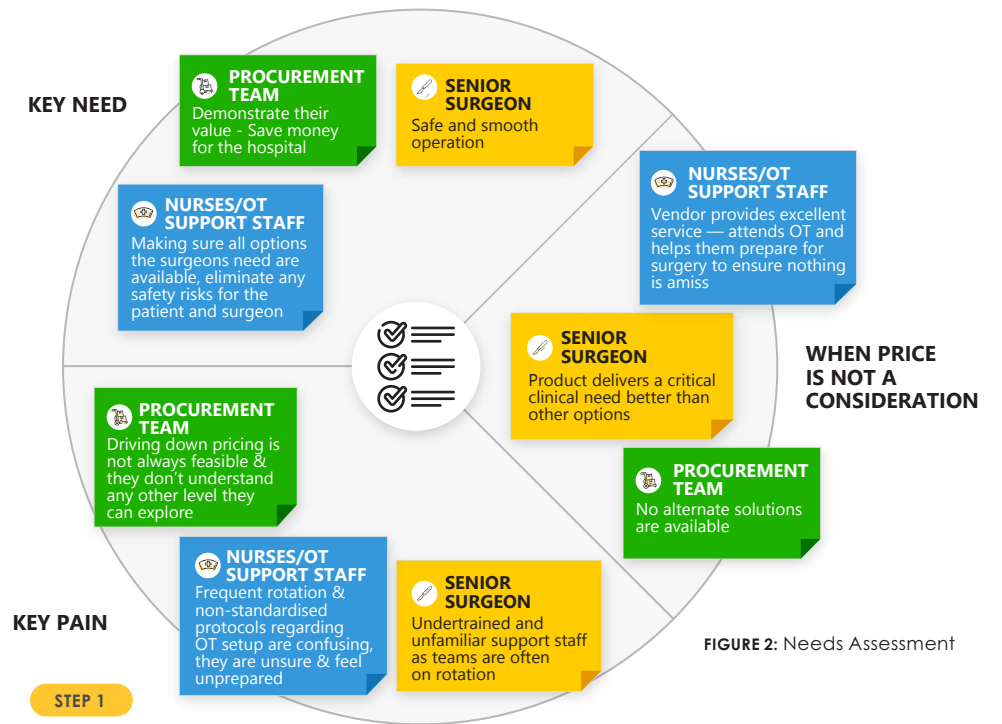 KEY NEED
PROCUREMENT
TEAM
Demonstrate their
value - Save money
for the hospital
SENIOR
SURGEON
Safe and smooth
operation
NURSES/OT
SUPPORT STAFF
Making sure all options
the surgeons need are
available, eliminate any
safety risks for the
patient and surgeon
NURSES/OT
SUPPORT STAFF
Vendor provides excellent
service — attends OT and
helps them prepare for
surgery to ensure nothing
is amiss
SENIOR
SURGEON
Product delivers a critical
clinical need better than
other options
WHEN PRICE
IS NOT A
CONSIDERATION
PROCUREMENT
TEAM
No alternate solutions
are available
PROCUREMENT
TEAM
Driving down pricing is
not always feasible &
they don't understand
any other level they
can explore
KEY PAIN
NURSES/OT
SUPPORT STAFF
Frequent rotation &
non-standardised
protocols regarding
OT setup are confusing,
they are unsure & feel
unprepared
SENIOR
SURGEON
Undertrained and
unfamiliar support staff
as teams are often
on rotation
FIGURE 2: Needs Assessment
STEP 1